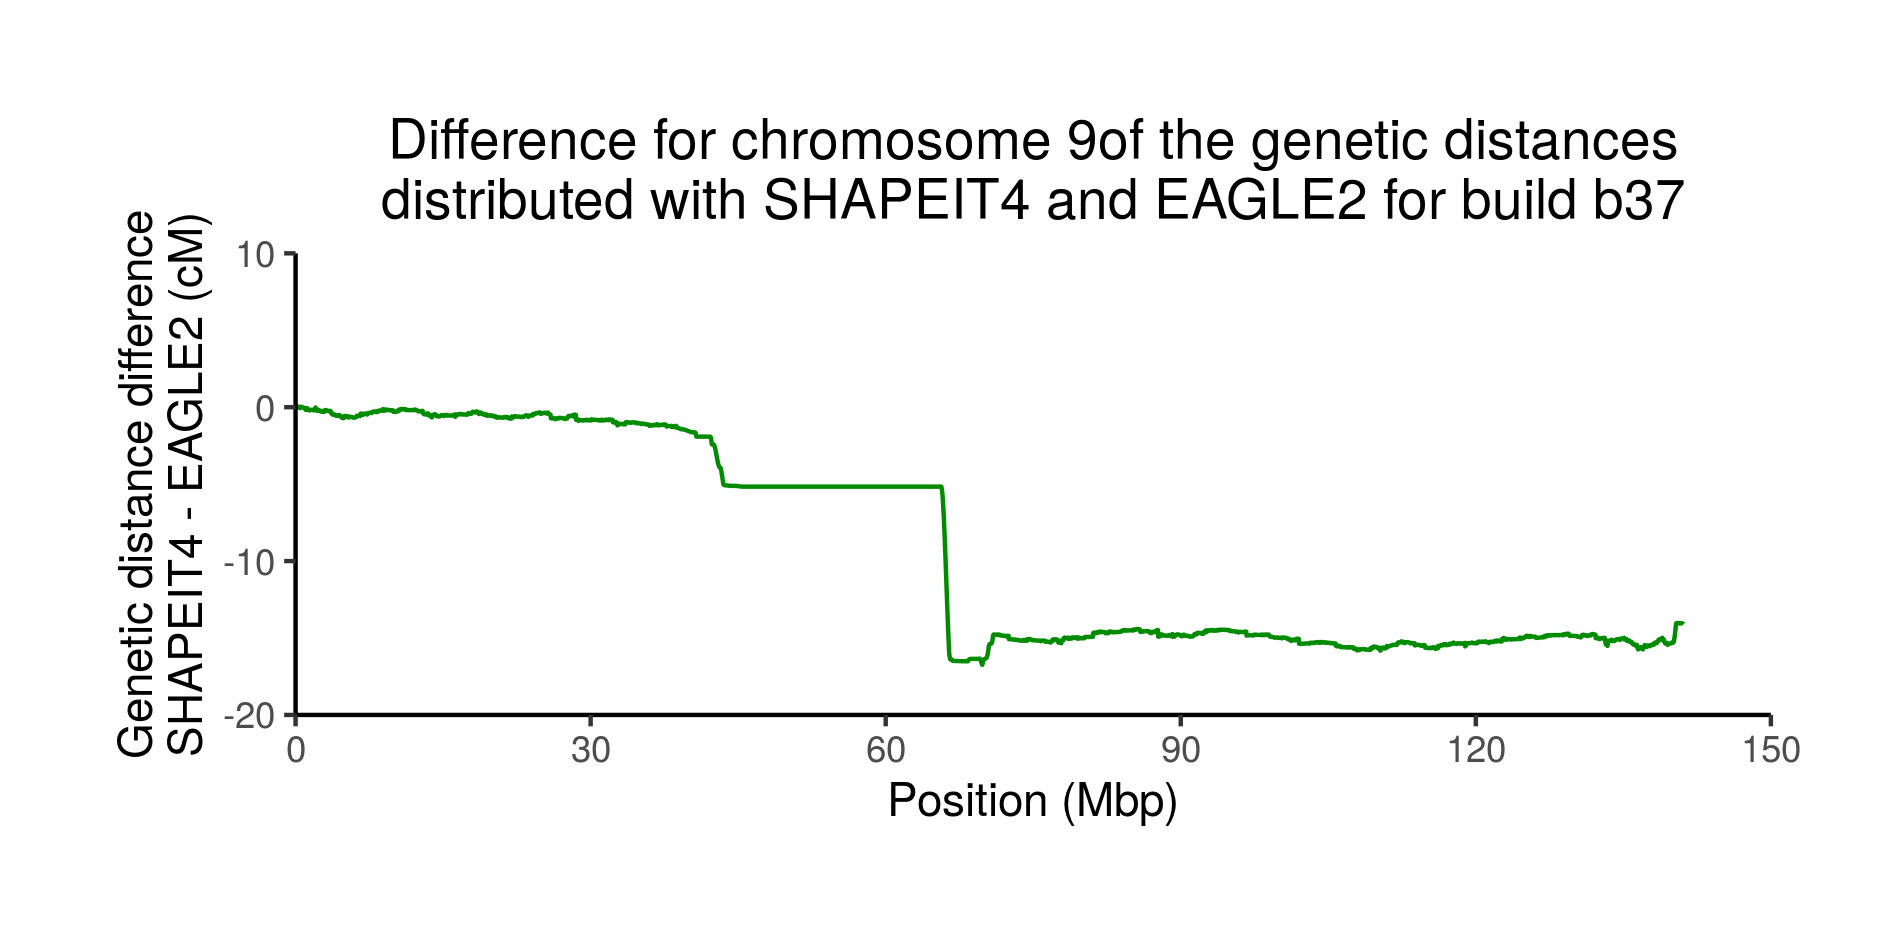 Difference for chromosome 9of the genetic distances
distributed with SHAPEIT4 and EAGLE2 for build b37
Genetic distance difference
SHAPEIT4 - EAGLE2 (cM)
10
0
-10
-20
0 30 60 90 120 150
Position (Mbp)